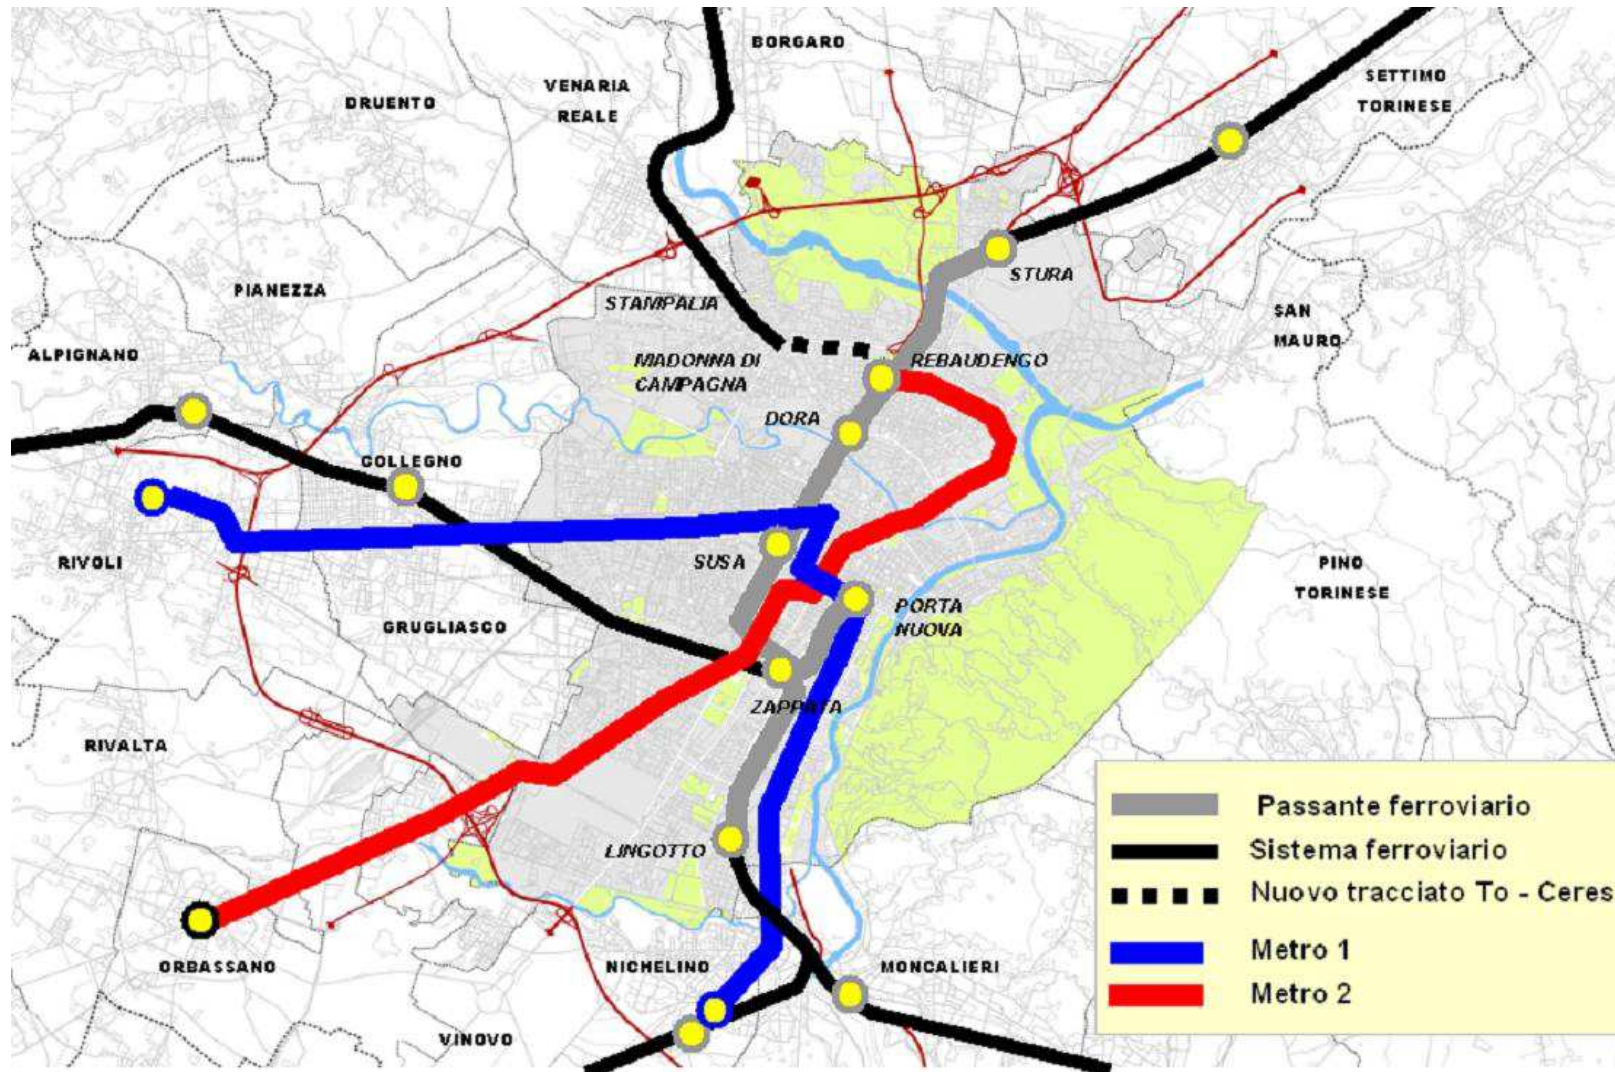 BORGARO
SETTIMO
TORINESE
VENARIA
REALE
DRUENTO
STURA
PIANEZZA
STAMPALIA
SAN
MAURO
ALPIGNANO
MADONNA DI
CAMPAGNA
REBAUDENGO
DORA
COLLEGNO
RIVOLI
SUSA
PINO
TORINESE
PORTA
NUOVA
GRUGLIASCO
ZAPPATA
RIVALTA
LINGOTTO
ORBASSANO
NICHELINO
MONCALIERI
VINOVO
Passante ferroviario
Sistema ferroviario
Nuovo tracciato To - Ceres
Metro 1
Metro 2